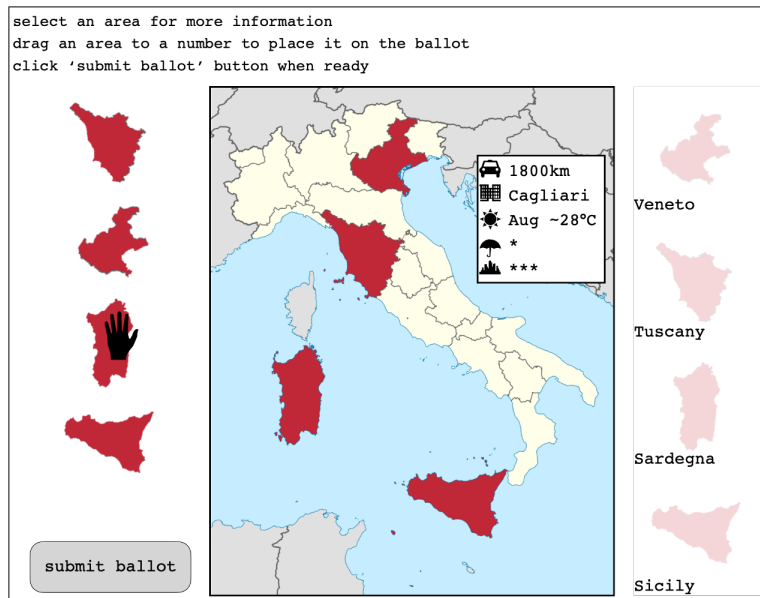 select an area for more information
drag an area to a number to place it on the ballot
click ‘submit ballot’ button when ready
1800km
Cagliari
Aug ~28°C
*
***
Veneto
Tuscany
Sardegna
Sicily
submit ballot